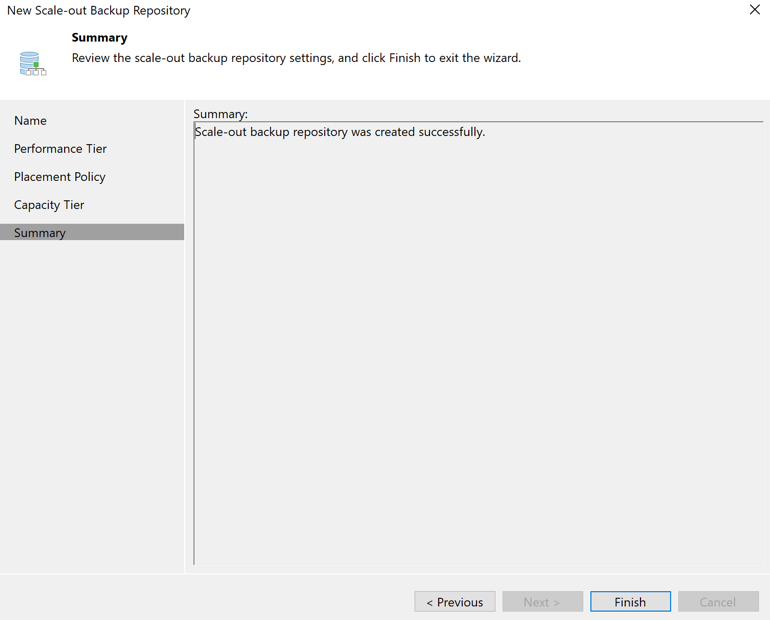 New Scale-out Backup Repository
Summary
Review the scale-out backup repository settings, and click Finish to exit the wizard.
Name
Performance Tier
Placement Policy
Capacity Tier
Summary
Summary:
Scale-out backup repository was created successfully.
< Previous
Next >
Finish
Cancel